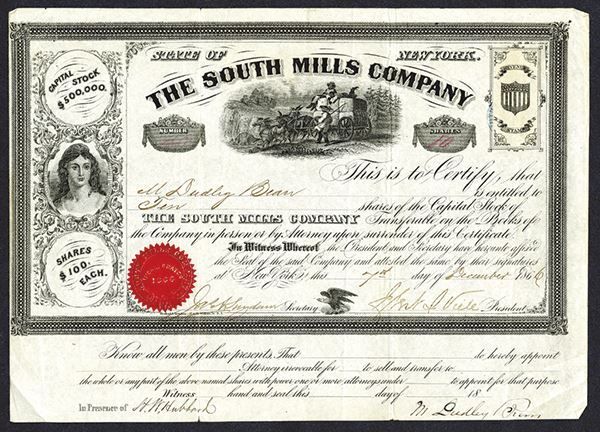 STATE OF NEW YORK.
THE SOUTH MILLS COMPANY
CAPITAL STOCK
$500,000.
NUMBER
SHARES
10
This is to Certify, that
M Dudley Bean is entitled to
Ten shares of the Capital Stock of
THE SOUTH MILLS COMPANY Transferable on the Books of
the Company in person or by Attorney upon surrender of this Certificate.
In Witness Whereof the President and Secretary have hereunto affixed
the Seal of the said Company and attested the same by their signatures
at New York this 7th day of December 1866
SHARES
$100.
EACH.
1866
Secretary
President
Know all men by these presents, That do hereby appoint
Attorney irrevocable for to sell and transfer to
the whole or any part of the above named shares with power one or more attorneys under to appoint for that purpose
Witness hand and seal this day of 18
In Presence of H. W. Hubbard M Dudley Bean